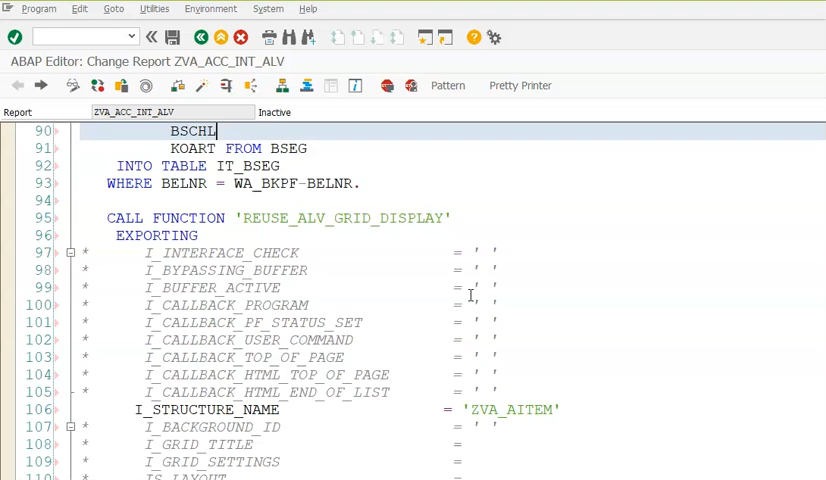 Program Edit Goto Utilities Environment System Help
ABAP Editor: Change Report ZVA_ACC_INT_ALV
Pattern Pretty Printer
Report ZVA_ACC_INT_ALV Inactive
90 BSCHL
91 KOART FROM BSEG
92 INTO TABLE IT_BSEG
93 WHERE BELNR = WA_BKPF-BELNR.
94
95 CALL FUNCTION 'REUSE_ALV_GRID_DISPLAY'
96 EXPORTING
97 * I_INTERFACE_CHECK = ' '
98 * I_BYPASSING_BUFFER = ' '
99 * I_BUFFER_ACTIVE = ' '
100 * I_CALLBACK_PROGRAM = ' '
101 * I_CALLBACK_PF_STATUS_SET = ' '
102 * I_CALLBACK_USER_COMMAND = ' '
103 * I_CALLBACK_TOP_OF_PAGE = ' '
104 * I_CALLBACK_HTML_TOP_OF_PAGE = ' '
105 * I_CALLBACK_HTML_END_OF_LIST = ' '
106 I_STRUCTURE_NAME = 'ZVA_AITEM'
107 * I_BACKGROUND_ID = ' '
108 * I_GRID_TITLE =
109 * I_GRID_SETTINGS =
110 * IS_LAYOUT =